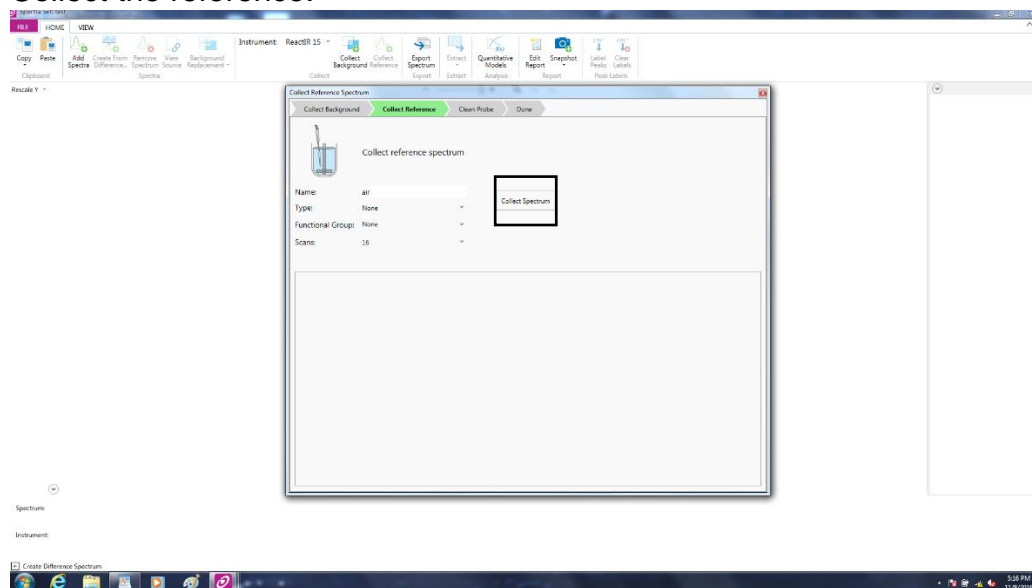 Collect the reference.
Spectra Set: test
FILE HOME VIEW
Copy Paste Add Spectra Create From Difference... Remove Spectrum View Source Background Replacement Instrument: ReactIR 15 Collect Background Collect Reference Export Spectrum Extract Quantitative Models Edit Report Snapshot Label Peaks Clear Labels
Clipboard Spectra Collect Export Extract Analysis Report Peak Labels
Rescale Y
Collect Reference Spectrum
Collect Background Collect Reference Clean Probe Done
Collect reference spectrum
Name: air
Collect Spectrum
Type: None
Functional Group: None
Scans: 16
Spectrum:
Instrument:
Create Difference Spectrum
5:16 PM